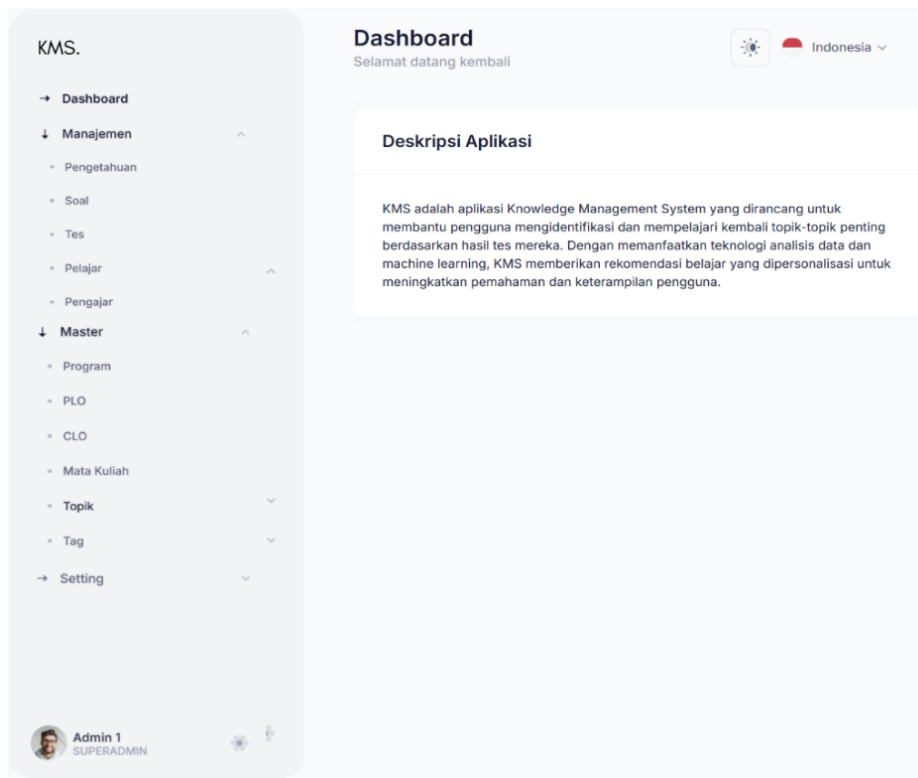 KMS.
Dashboard
Manajemen
Pengetahuan
Soal
Tes
Pelajar
Pengajar
Master
Program
PLO
CLO
Mata Kuliah
Topik
Tag
Setting
Admin 1
SUPERADMIN
Dashboard
Selamat datang kembali
Indonesia
Deskripsi Aplikasi
KMS adalah aplikasi Knowledge Management System yang dirancang untuk
membantu pengguna mengidentifikasi dan mempelajari kembali topik-topik penting
berdasarkan hasil tes mereka. Dengan memanfaatkan teknologi analisis data dan
machine learning, KMS memberikan rekomendasi belajar yang dipersonalisasi untuk
meningkatkan pemahaman dan keterampilan pengguna.